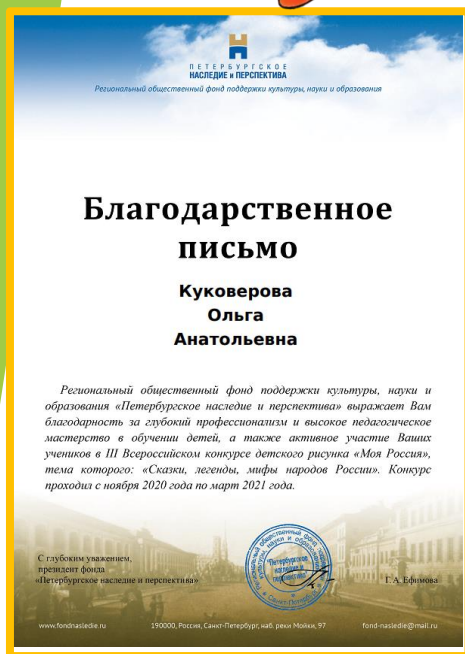 ПЕТЕРБУРГСКОЕ
НАСЛЕДИЕ и ПЕРСПЕКТИВА
Региональный общественный фонд поддержки культуры, науки и образования
Благодарственное
письмо
Куковерова
Ольга
Анатольевна
Региональный общественный фонд поддержки культуры, науки и
образования «Петербургское наследие и перспектива» выражает Вам
благодарность за глубокий профессионализм и высокое педагогическое
мастерство в обучении детей, а также активное участие Ваших
учеников в III Всероссийском конкурсе детского рисунка «Моя Россия»,
тема которого: «Сказки, легенды, мифы народов России». Конкурс
проходил с ноября 2020 года по март 2021 года.
С глубоким уважением,
президент фонда
«Петербургское наследие и перспектива»
"Петербургское
наследие и
перспектива"
Г. А. Ефимова
www.fondnasledie.ru
190000, Россия, Санкт-Петербург, наб. реки Мойки, 97
fond-nasledie@mail.ru